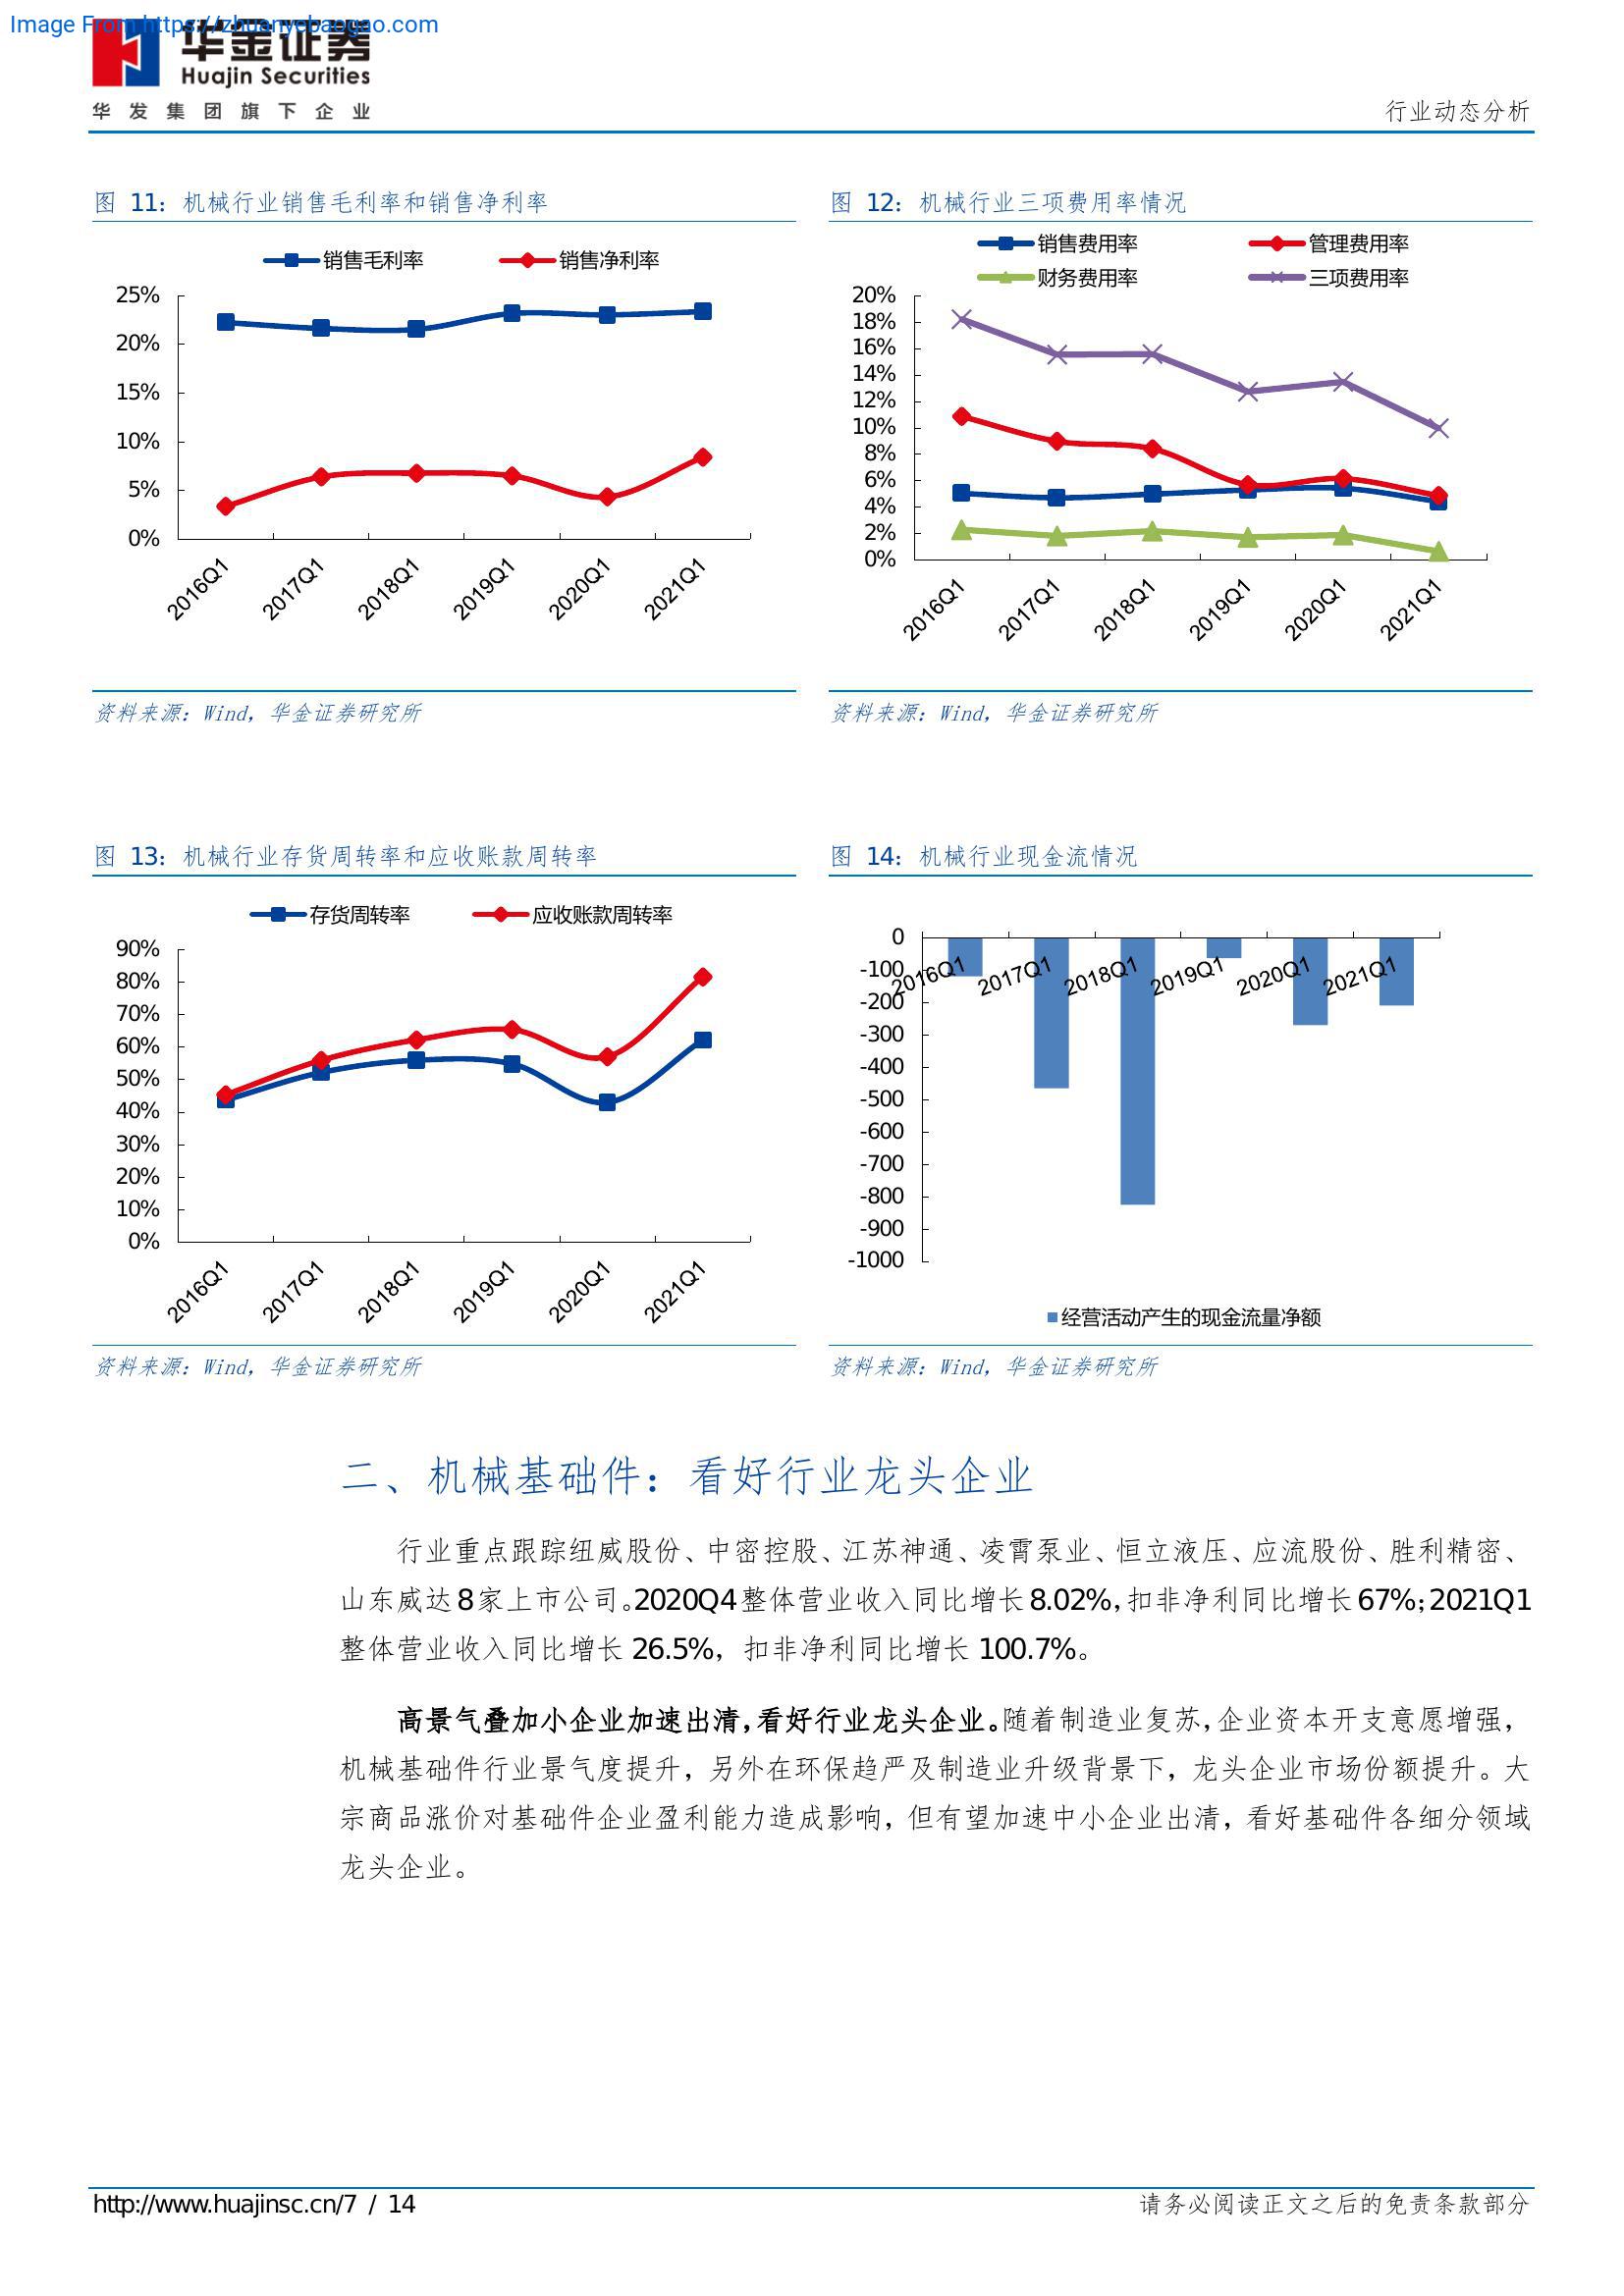 Image From https://zhuanyebaogao.com
华金证券
Huajin Securities
华发集团旗下企业
行业动态分析
图 11：机械行业销售毛利率和销售净利率
销售毛利率 销售净利率
25%
20%
15%
10%
5%
0%
2016Q1 2017Q1 2018Q1 2019Q1 2020Q1 2021Q1
资料来源：Wind，华金证券研究所
图 12：机械行业三项费用率情况
销售费用率 管理费用率
财务费用率 三项费用率
20%
18%
16%
14%
12%
10%
8%
6%
4%
2%
0%
2016Q1 2017Q1 2018Q1 2019Q1 2020Q1 2021Q1
资料来源：Wind，华金证券研究所
图 13：机械行业存货周转率和应收账款周转率
存货周转率 应收账款周转率
90%
80%
70%
60%
50%
40%
30%
20%
10%
0%
2016Q1 2017Q1 2018Q1 2019Q1 2020Q1 2021Q1
资料来源：Wind，华金证券研究所
图 14：机械行业现金流情况
0
-100
-200
-300
-400
-500
-600
-700
-800
-900
-1000
2016Q1 2017Q1 2018Q1 2019Q1 2020Q1 2021Q1
经营活动产生的现金流量净额
资料来源：Wind，华金证券研究所
二、机械基础件：看好行业龙头企业
行业重点跟踪纽威股份、中密控股、江苏神通、凌霄泵业、恒立液压、应流股份、胜利精密、
山东威达 8 家上市公司。2020Q4 整体营业收入同比增长 8.02%，扣非净利同比增长 67%；2021Q1
整体营业收入同比增长 26.5%，扣非净利同比增长 100.7%。
高景气叠加小企业加速出清，看好行业龙头企业。随着制造业复苏，企业资本开支意愿增强，
机械基础件行业景气度提升，另外在环保趋严及制造业升级背景下，龙头企业市场份额提升。大
宗商品涨价对基础件企业盈利能力造成影响，但有望加速中小企业出清，看好基础件各细分领域
龙头企业。
http://www.huajinsc.cn/7 / 14
请务必阅读正文之后的免责条款部分